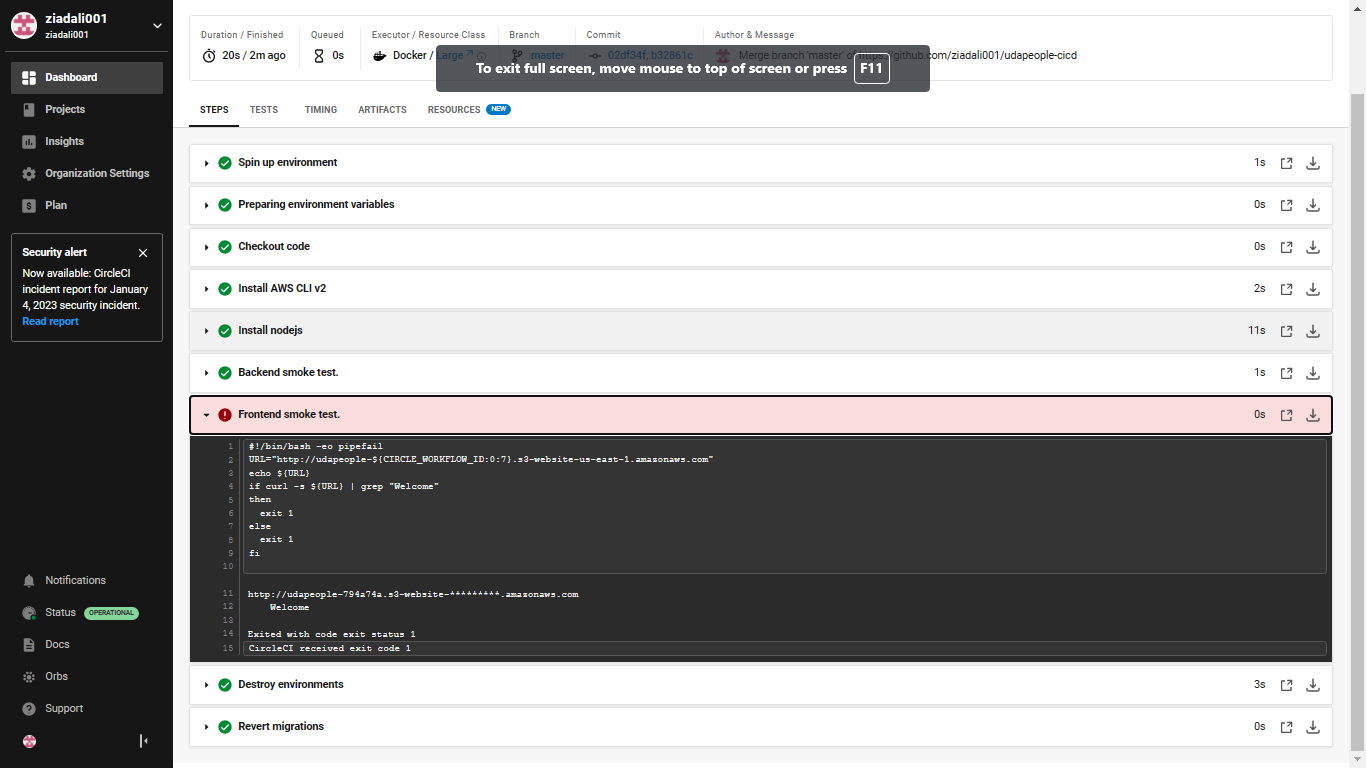 ziadali001
ziadali001
Dashboard
Projects
Insights
Organization Settings
Plan
Security alert
Now available: CircleCI
incident report for January
4, 2023 security incident.
Read report
Notifications
Status OPERATIONAL
Docs
Orbs
Support
Duration / Finished
20s / 2m ago
Queued
0s
Executor / Resource Class
Docker / Large
Branch
master
Commit
02df34f, b32861c
Author & Message
Merge branch 'master' of https://github.com/ziadali001/udapeople-cicd
To exit full screen, move mouse to top of screen or press F11
STEPS TESTS TIMING ARTIFACTS RESOURCES NEW
Spin up environment 1s
Preparing environment variables 0s
Checkout code 0s
Install AWS CLI v2 2s
Install nodejs 11s
Backend smoke test. 1s
Frontend smoke test. 0s
1 #!/bin/bash -eo pipefail
2 URL="http://udapeople-${CIRCLE_WORKFLOW_ID:0:7}.s3-website-us-east-1.amazonaws.com"
3 echo ${URL}
4 if curl -s ${URL} | grep "Welcome"
5 then
6 exit 1
7 else
8 exit 1
9 fi
10
11 http://udapeople-794a74a.s3-website-*********.amazonaws.com
12 Welcome
13
14 Exited with code exit status 1
15 CircleCI received exit code 1
Destroy environments 3s
Revert migrations 0s